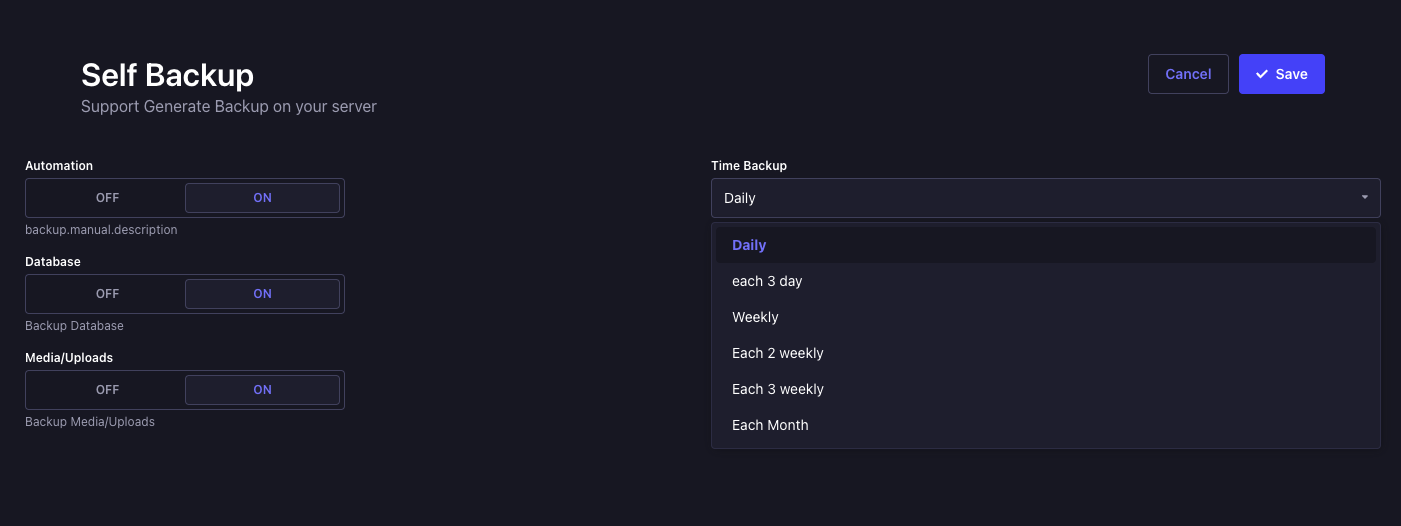 Self Backup
Support Generate Backup on your server
Cancel
Save
Automation
OFF ON
backup.manual.description
Database
OFF ON
Backup Database
Media/Uploads
OFF ON
Backup Media/Uploads
Time Backup
Daily
Daily
each 3 day
Weekly
Each 2 weekly
Each 3 weekly
Each Month